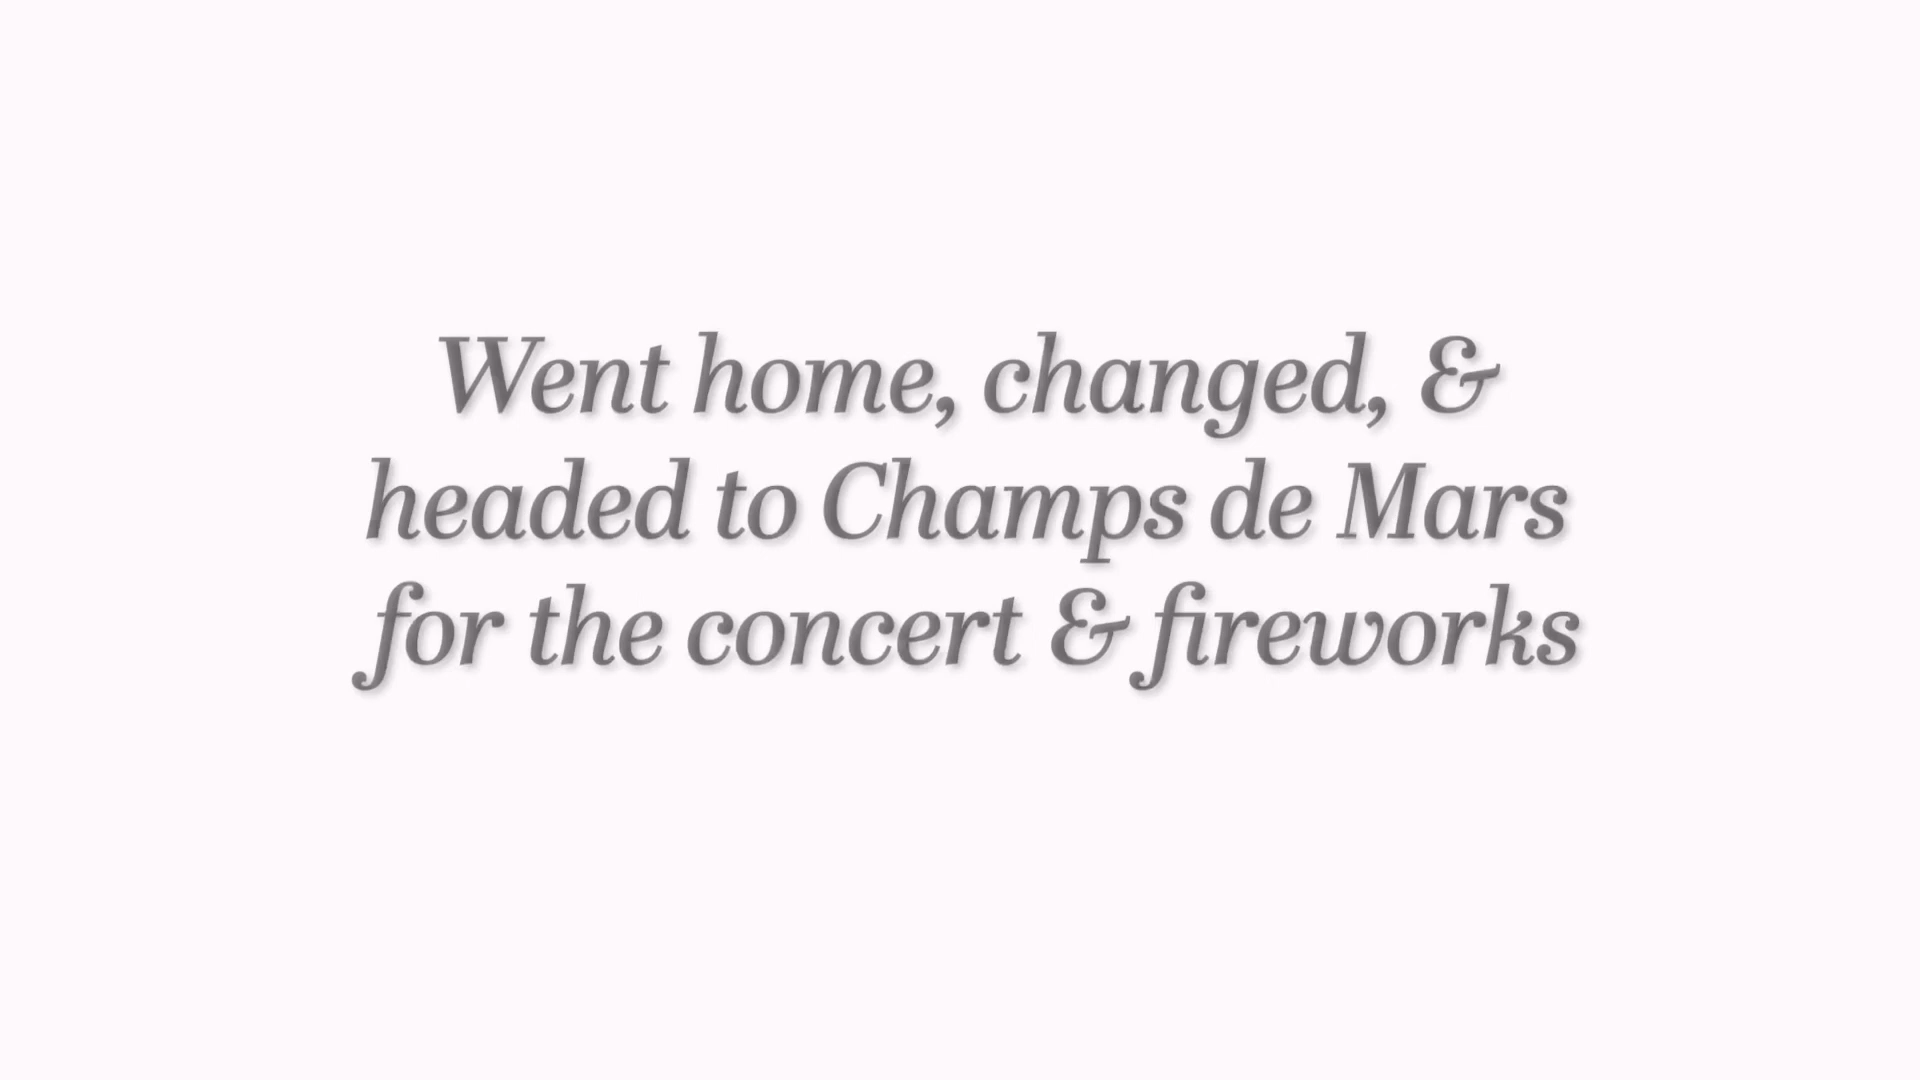 Went home, changed, &
headed to Champs de Mars
for the concert & fireworks